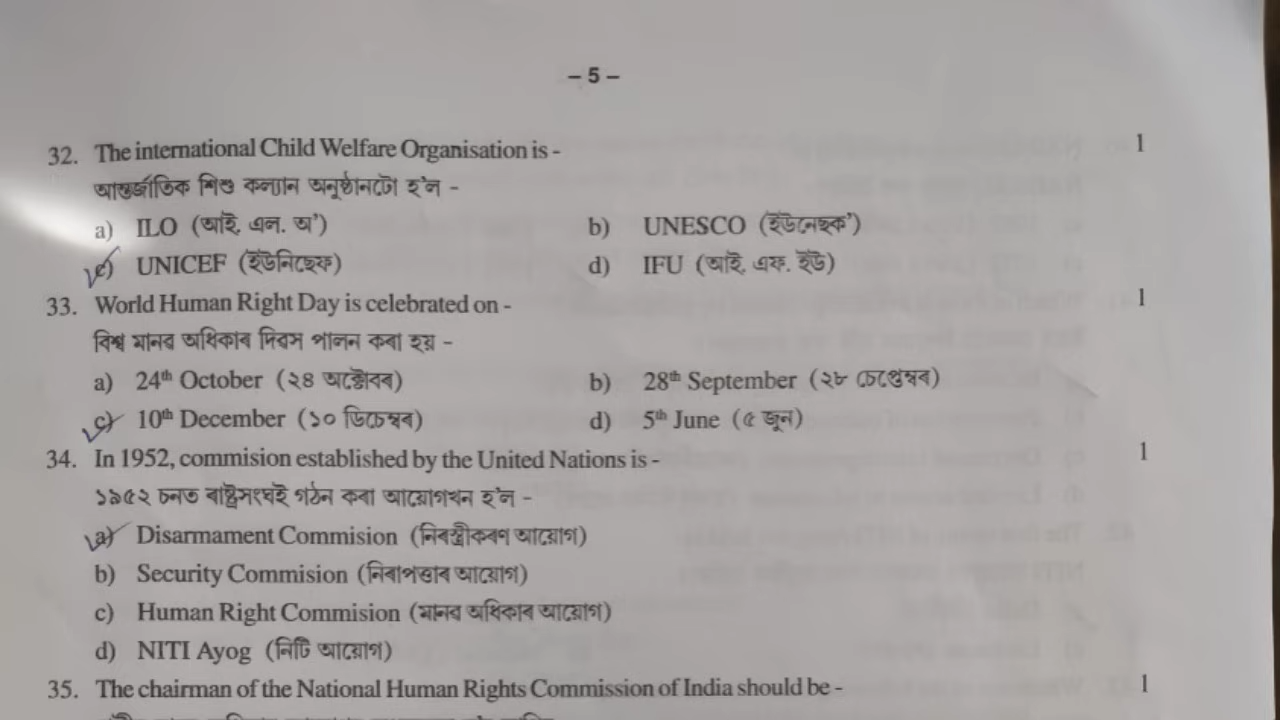 – 5 –
32. The international Child Welfare Organisation is - 1
আন্তৰ্জাতিক শিশু কল্যান অনুষ্ঠানটো হ'ল -
a) ILO (আই. এল. অ') b) UNESCO (ইউনেছক')
c) UNICEF (ইউনিছেফ) d) IFU (আই. এফ. ইউ)
33. World Human Right Day is celebrated on - 1
বিশ্ব মানৱ অধিকাৰ দিৱস পালন কৰা হয় -
a) 24th October (২৪ অক্টোবৰ) b) 28th September (২৮ চেপ্তেম্বৰ)
c) 10th December (১০ ডিচেম্বৰ) d) 5th June (৫ জুন)
34. In 1952, commision established by the United Nations is - 1
১৯৫২ চনত ৰাষ্ট্ৰসংঘই গঠন কৰা আয়োগখন হ'ল -
a) Disarmament Commision (নিৰস্ত্ৰীকৰণ আয়োগ)
b) Security Commision (নিৰাপত্তাৰ আয়োগ)
c) Human Right Commision (মানৱ অধিকাৰ আয়োগ)
d) NITI Ayog (নিটি আয়োগ)
35. The chairman of the National Human Rights Commission of India should be - 1